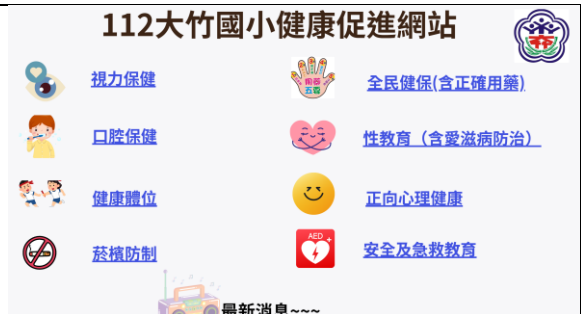 112大竹國小健康促進網站
視力保健
全民健保(含正確用藥)
口腔保健
性教育（含愛滋病防治）
健康體位
正向心理健康
菸檳防制
AED
安全及急救教育
最新消息~~~